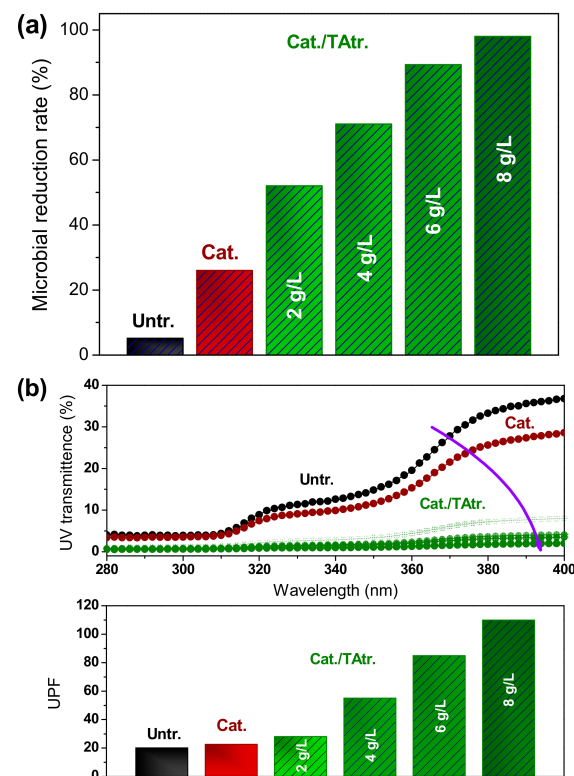 (a)
Microbial reduction rate (%)
100
80
60
40
20
0
Cat./TAtr.
Untr.
Cat.
2 g/L
4 g/L
6 g/L
8 g/L
(b)
UV transmittence (%)
40
30
20
10
0
Untr.
Cat.
Cat./TAtr.
280 300 320 340 360 380 400
Wavelength (nm)
UPF
120
100
80
60
40
20
0
Cat./TAtr.
Untr.
Cat.
2 g/L
4 g/L
6 g/L
8 g/L